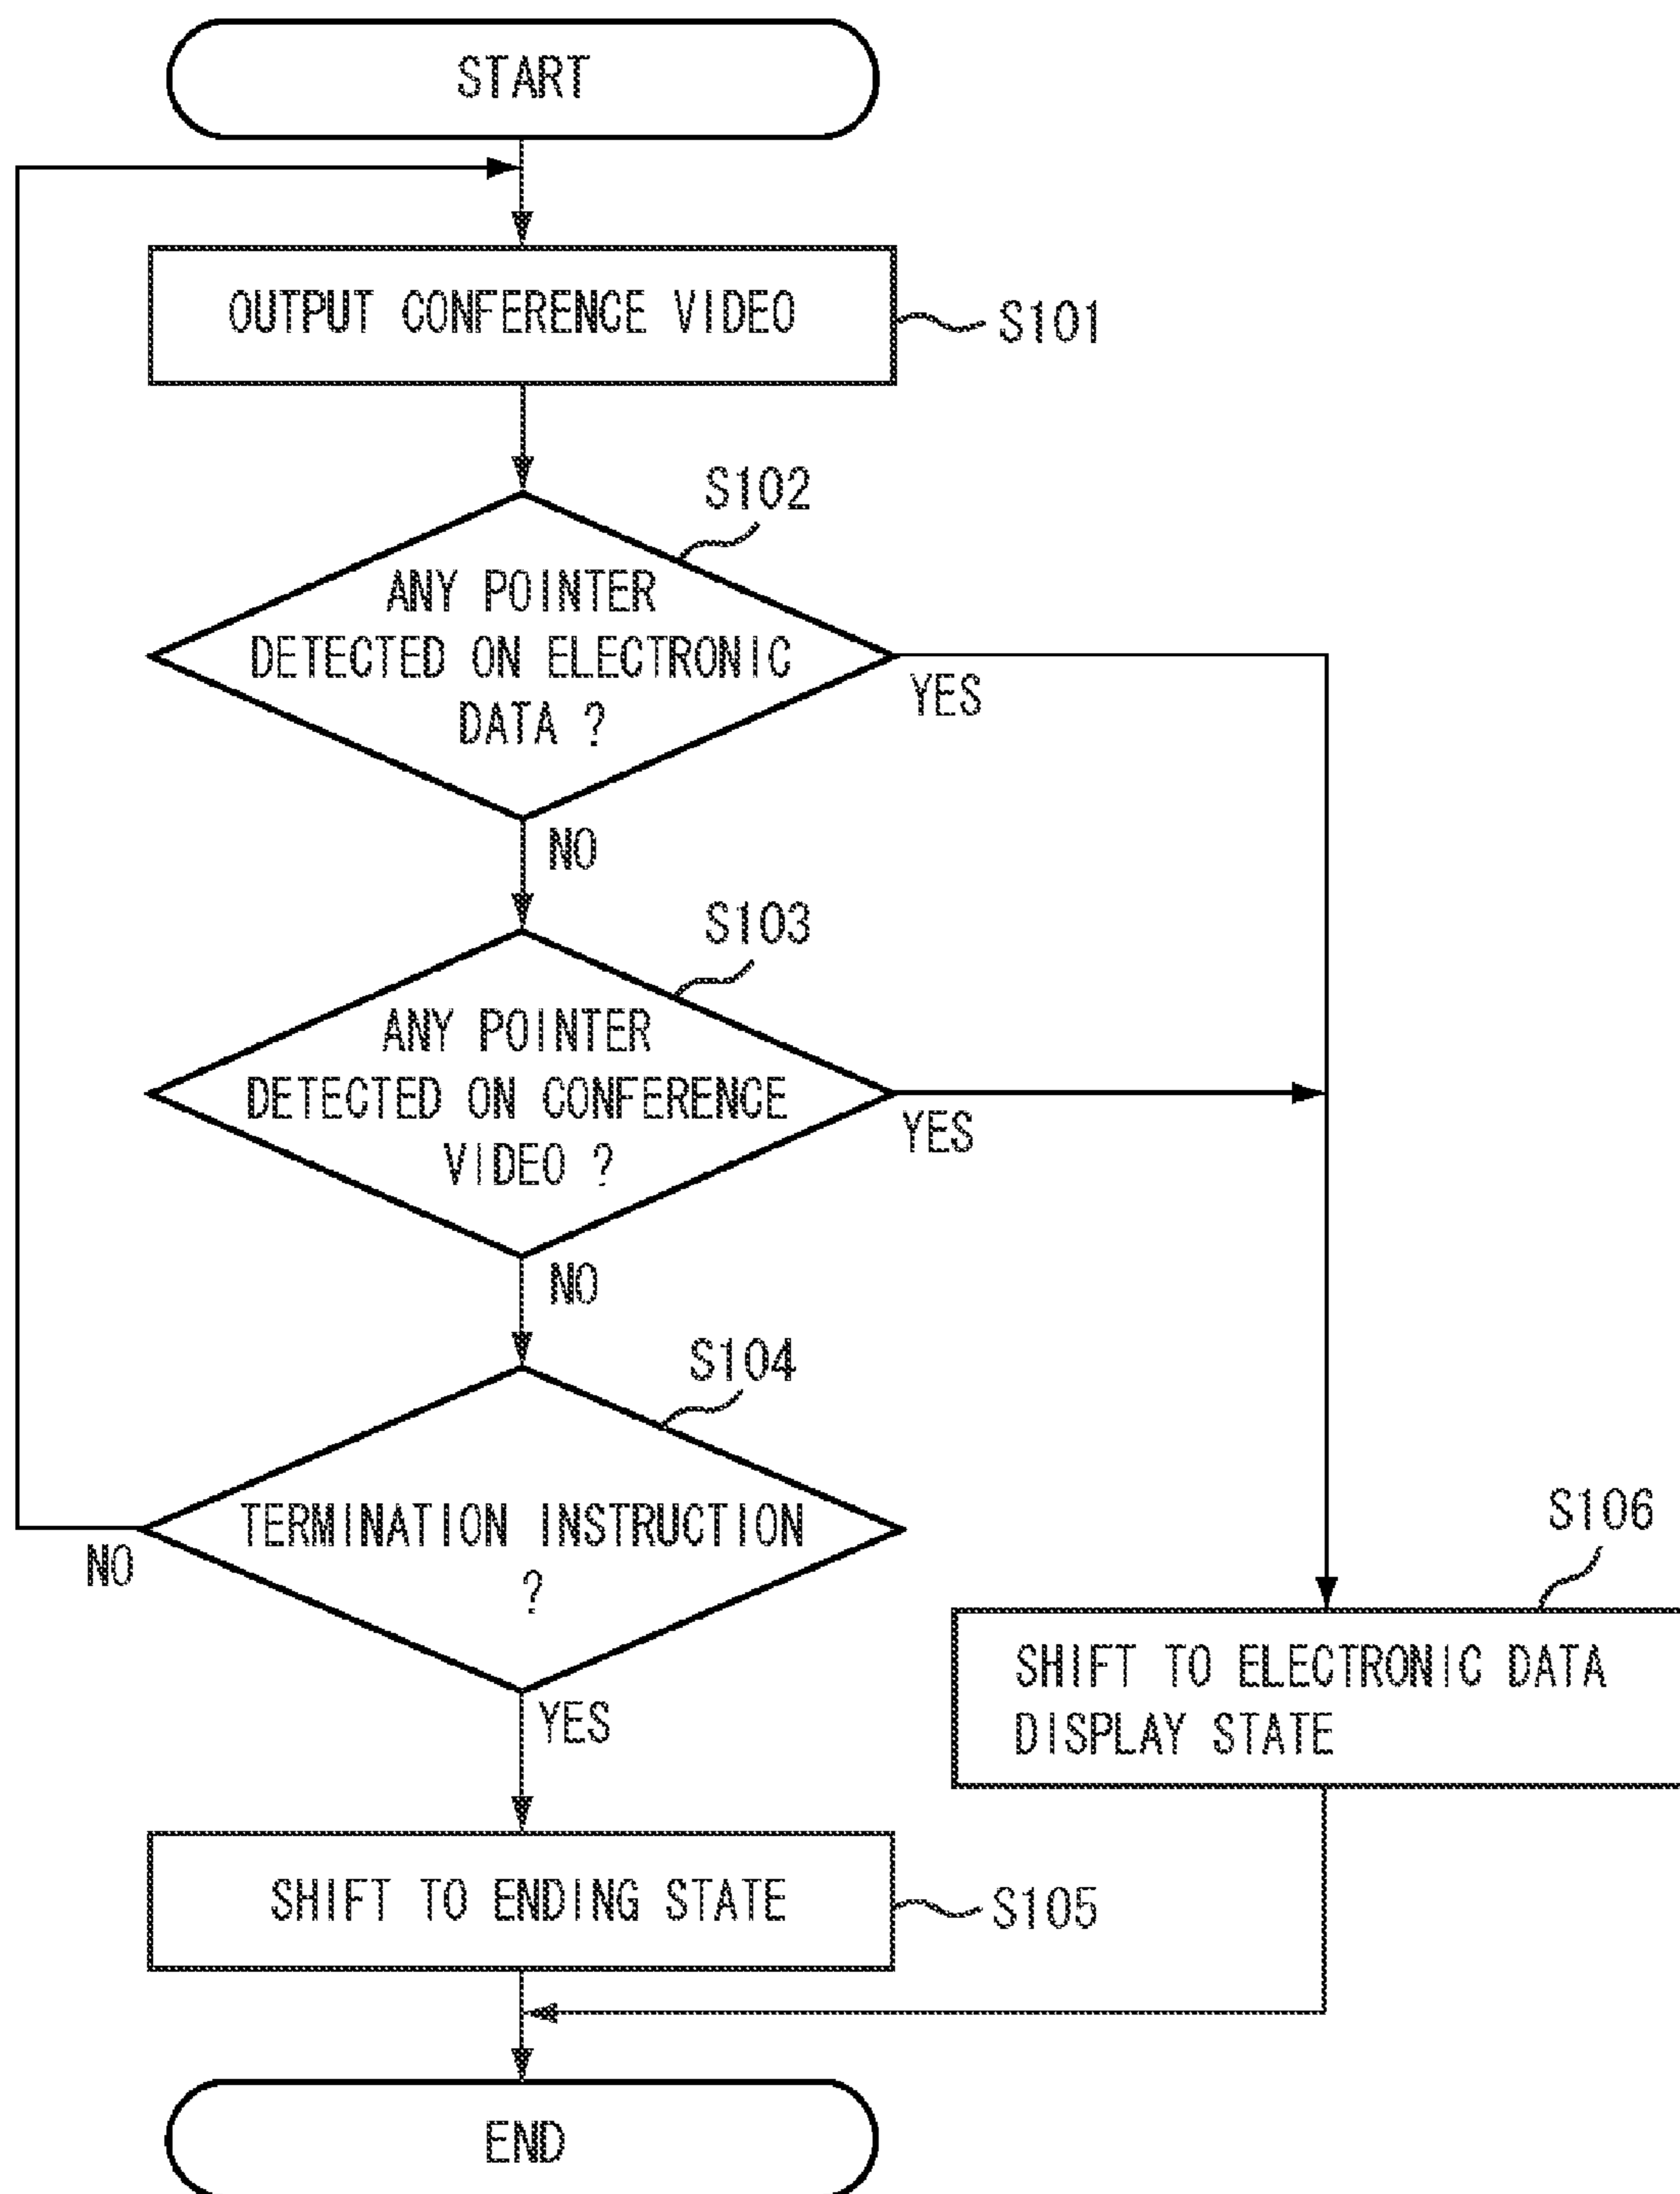 START
OUTPUT CONFERENCE VIDEO
S101
S102
ANY POINTER
DETECTED ON ELECTRONIC
DATA ?
YES
NO
S103
ANY POINTER
DETECTED ON CONFERENCE
VIDEO ?
YES
NO
S104
TERMINATION INSTRUCTION
?
NO
YES
S106
SHIFT TO ELECTRONIC DATA
DISPLAY STATE
SHIFT TO ENDING STATE
S105
END